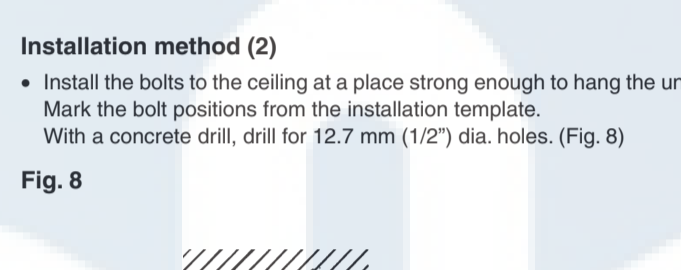 Installation method (2)
• Install the bolts to the ceiling at a place strong enough to hang the
Mark the bolt positions from the installation template.
With a concrete drill, drill for 12.7 mm (1/2”) dia. holes. (Fig. 8)
Fig. 8